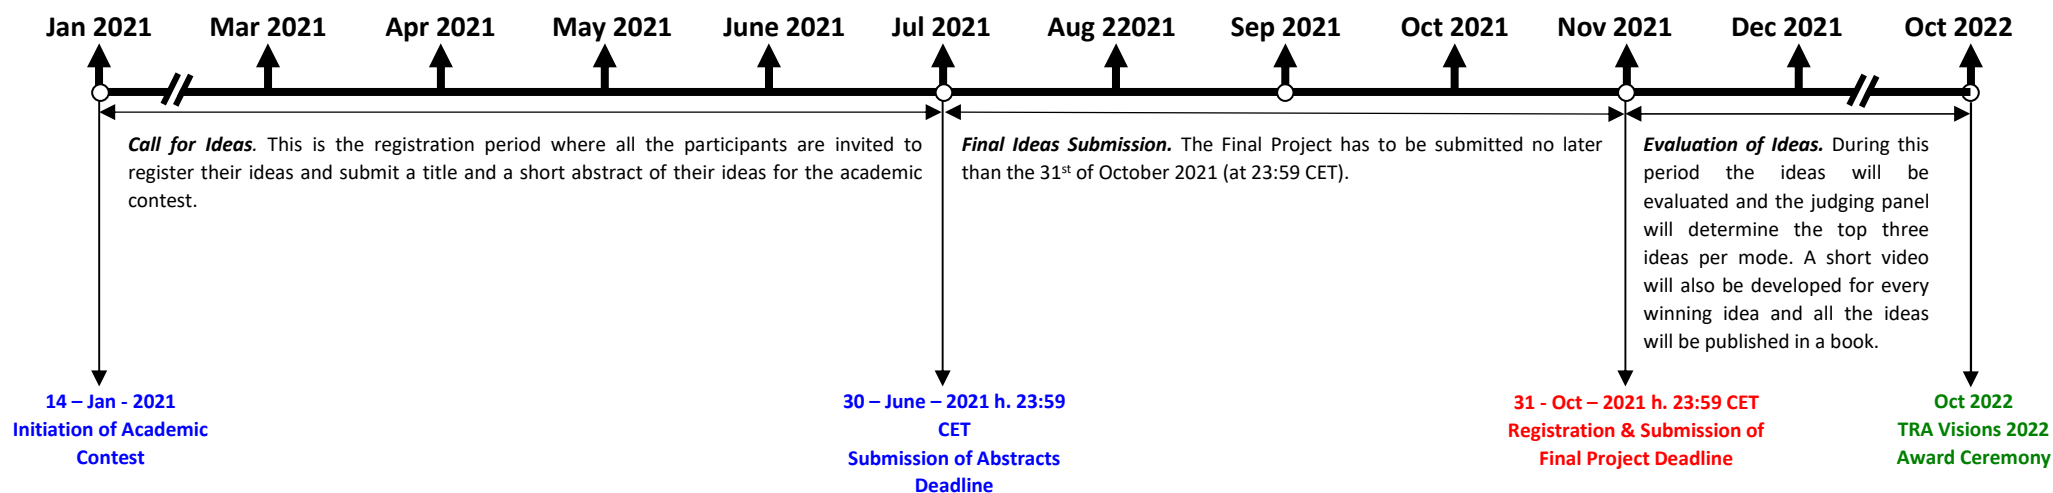 Jan 2021 Mar 2021 Apr 2021 May 2021 June 2021 Jul 2021 Aug 22021 Sep 2021 Oct 2021 Nov 2021 Dec 2021 Oct 2022
Call for Ideas. This is the registration period where all the participants are invited to
register their ideas and submit a title and a short abstract of their ideas for the academic
contest.
Final Ideas Submission. The Final Project has to be submitted no later
than the 31st of October 2021 (at 23:59 CET).
Evaluation of Ideas. During this
period the ideas will be
evaluated and the judging panel
will determine the top three
ideas per mode. A short video
will also be developed for every
winning idea and all the ideas
will be published in a book.
14 – Jan - 2021
Initiation of Academic
Contest
30 – June – 2021 h. 23:59
CET
Submission of Abstracts
Deadline
31 - Oct – 2021 h. 23:59 CET
Registration & Submission of
Final Project Deadline
Oct 2022
TRA Visions 2022
Award Ceremony